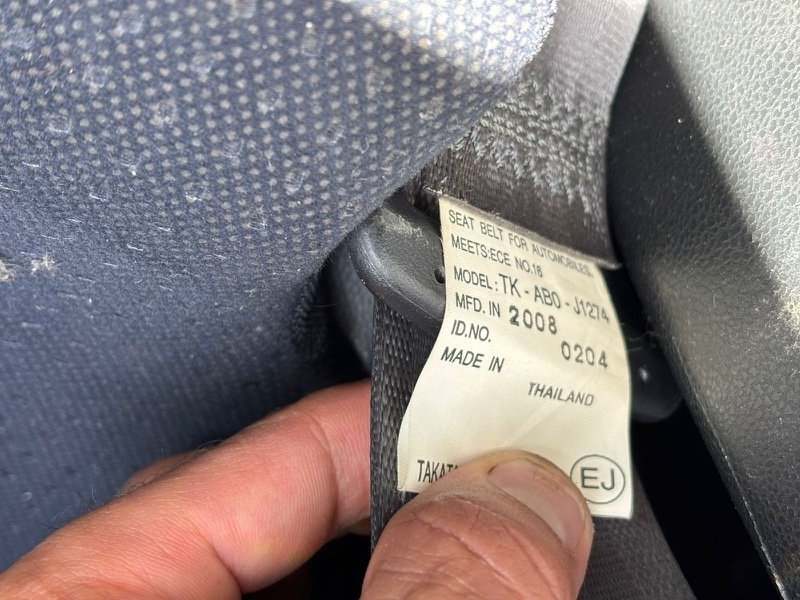 SEAT BELT FOR AUTOMOBILES.
MEETS:ECE NO.16
MODEL: TK - AB0 - J1274
MFD. IN 2008
ID.NO. 0204
MADE IN
THAILAND
EJ